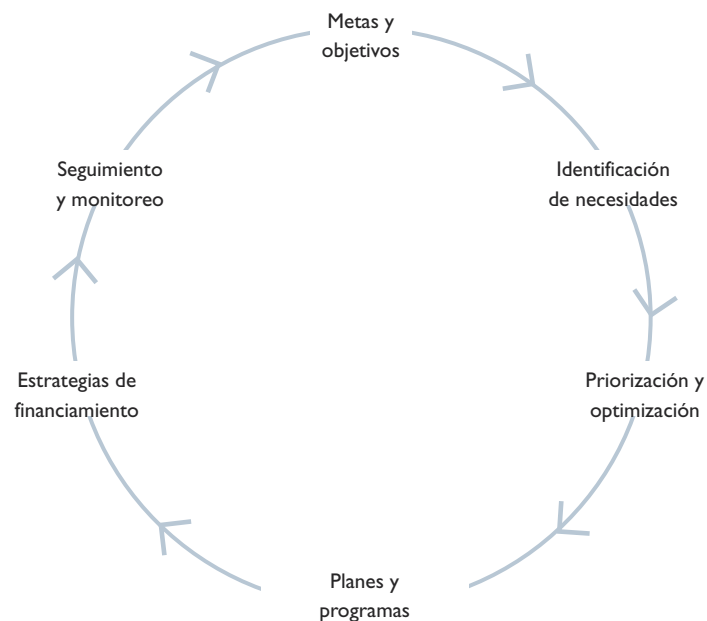 Metas y
objetivos
Identificación
de necesidades
Priorización y
optimización
Planes y
programas
Estrategias de
financiamiento
Seguimiento
y monitoreo